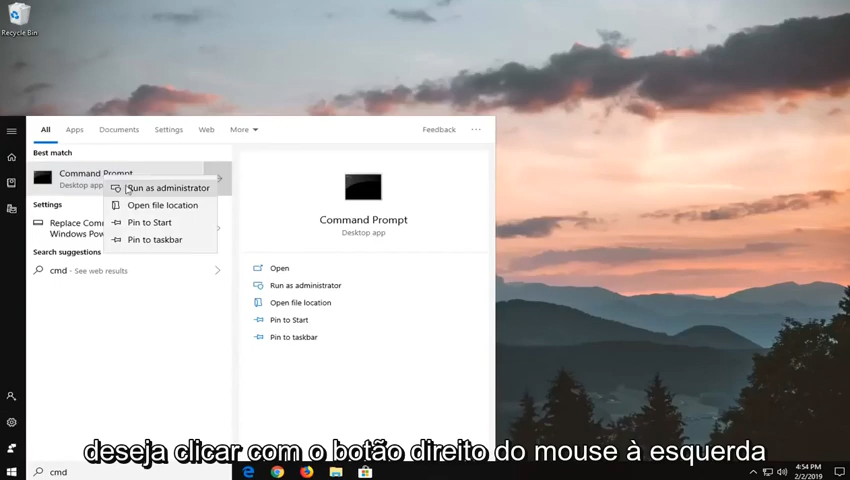 Recycle Bin
All Apps Documents Settings Web More Feedback ...
Best match
Command Prompt
Desktop app
Run as administrator
Open file location
Pin to Start
Pin to taskbar
Settings
Replace Com
Windows Pow
Search suggestions
cmd - See web results
Command Prompt
Desktop app
Open
Run as administrator
Open file location
Pin to Start
Pin to taskbar
deseja clicar com o botão direito do mouse à esquerda
cmd
4:54 PM
2/2/2019